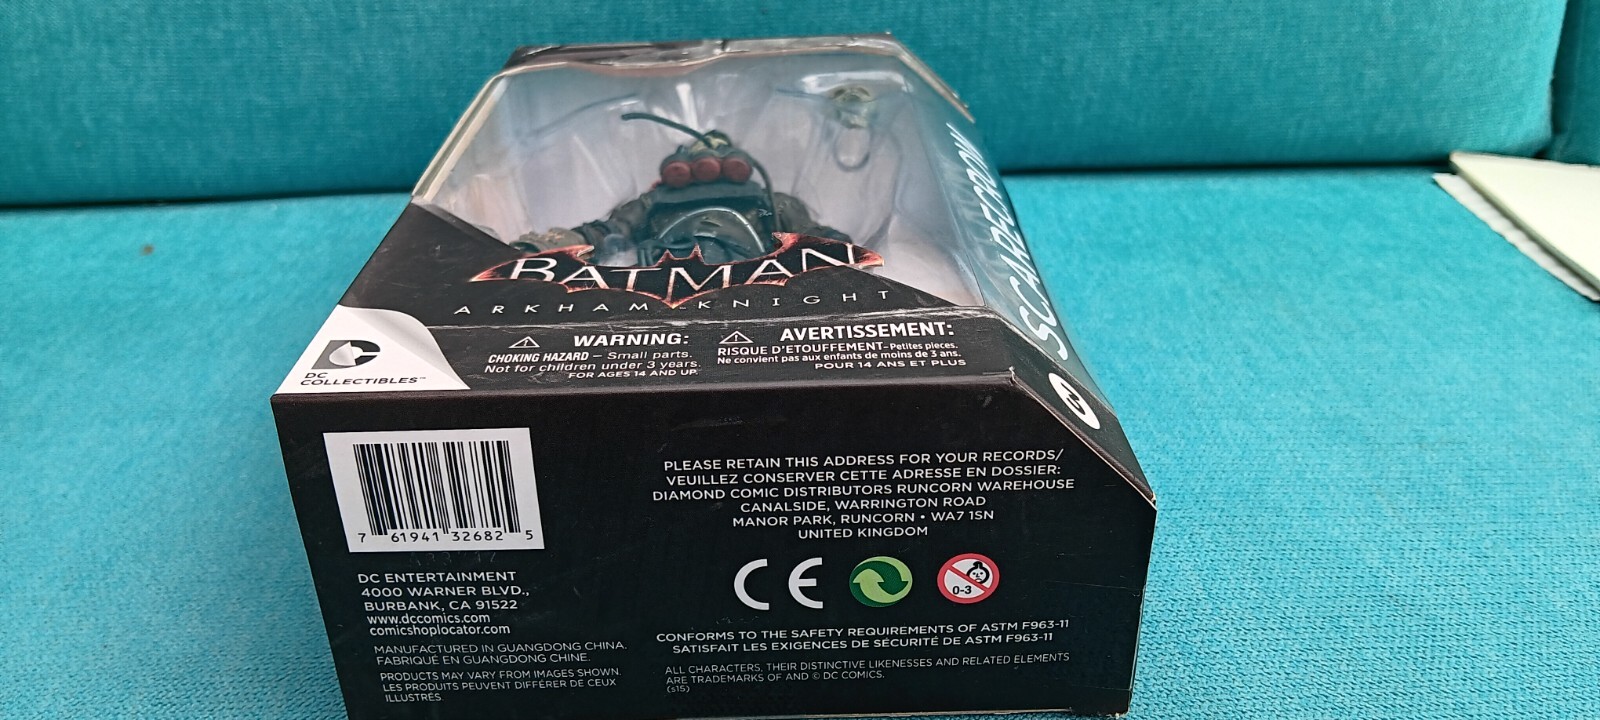 SCARECROW
BATMAN
ARKHAM KNIGHT
WARNING:
CHOKING HAZARD – Small parts.
Not for children under 3 years.
FOR AGES 14 AND UP.
AVERTISSEMENT:
RISQUE D'ETOUFFEMENT–Petites pieces.
Ne convient pas aux enfants de moins de 3 ans.
POUR 14 ANS ET PLUS
DC
DC
COLLECTIBLES™
7 61941 32682 5
DC ENTERTAINMENT
4000 WARNER BLVD.,
BURBANK, CA 91522
www.dccomics.com
comicshoplocator.com
MANUFACTURED IN GUANGDONG CHINA.
FABRIQUÉ EN GUANGDONG CHINE.
PRODUCTS MAY VARY FROM IMAGES SHOWN.
LES PRODUITS PEUVENT DIFFÉRER DE CEUX
ILLUSTRÉS.
PLEASE RETAIN THIS ADDRESS FOR YOUR RECORDS/
VEUILLEZ CONSERVER CETTE ADRESSE EN DOSSIER:
DIAMOND COMIC DISTRIBUTORS RUNCORN WAREHOUSE
CANALSIDE, WARRINGTON ROAD
MANOR PARK, RUNCORN • WA7 1SN
UNITED KINGDOM
CE
0-3
CONFORMS TO THE SAFETY REQUIREMENTS OF ASTM F963-11
SATISFAIT LES EXIGENCES DE SÉCURITÉ DE ASTM F963-11
ALL CHARACTERS, THEIR DISTINCTIVE LIKENESSES AND RELATED ELEMENTS
ARE TRADEMARKS OF AND © DC COMICS.
(s15)